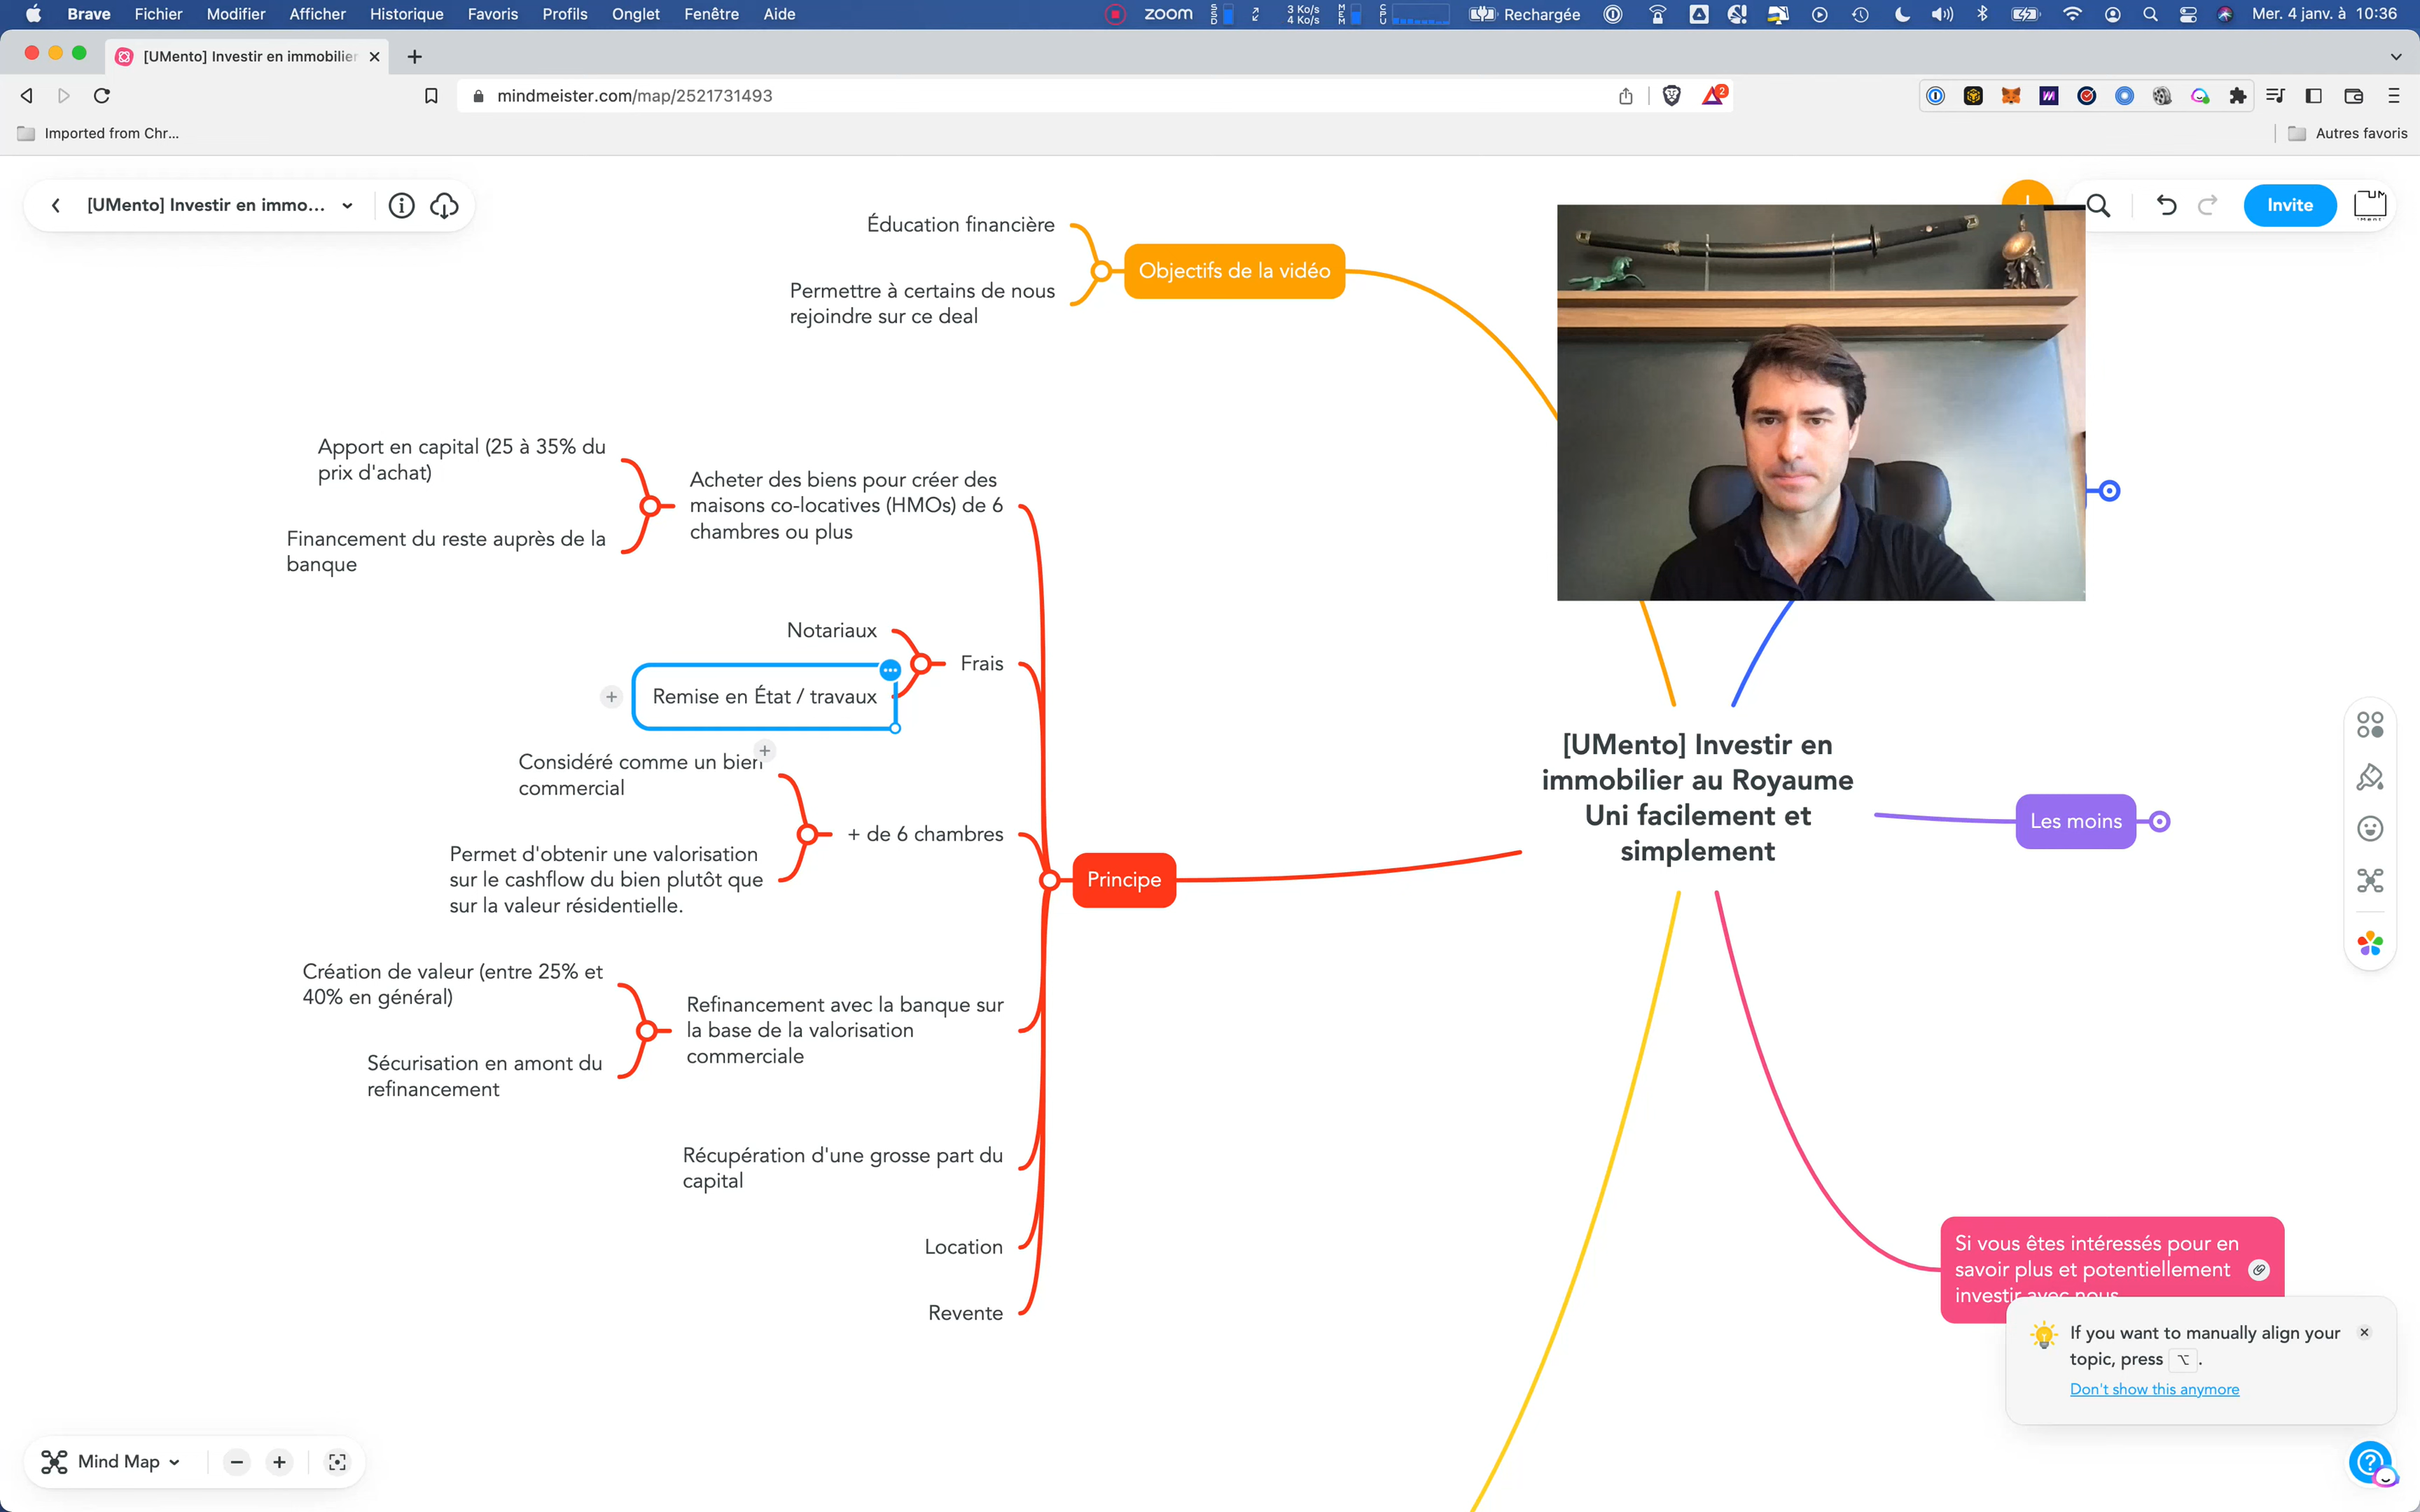 Brave Fichier Modifier Afficher Historique Favoris Profils Onglet Fenêtre Aide
zoom SSD 3 Ko/s 4 Ko/s MEM CPU Rechargée Mer. 4 janv. à 10:36
[UMento] Investir en immobilier
mindmeister.com/map/2521731493
2
Imported from Chr...
Autres favoris
[UMento] Investir en immo...
Invite
Éducation financière
Objectifs de la vidéo
Permettre à certains de nous
rejoindre sur ce deal
Apport en capital (25 à 35% du
prix d'achat)
Financement du reste auprès de la
banque
Acheter des biens pour créer des
maisons co-locatives (HMOs) de 6
chambres ou plus
Notariaux
Remise en État / travaux
Frais
Considéré comme un bien
commercial
Permet d'obtenir une valorisation
sur le cashflow du bien plutôt que
sur la valeur résidentielle.
+ de 6 chambres
Principe
Création de valeur (entre 25% et
40% en général)
Sécurisation en amont du
refinancement
Refinancement avec la banque sur
la base de la valorisation
commerciale
Récupération d'une grosse part du
capital
Location
Revente
[UMento] Investir en
immobilier au Royaume
Uni facilement et
simplement
Les moins
Si vous êtes intéressés pour en
savoir plus et potentiellement
investir avec nous
If you want to manually align your
topic, press ⌥.
Don't show this anymore
Mind Map